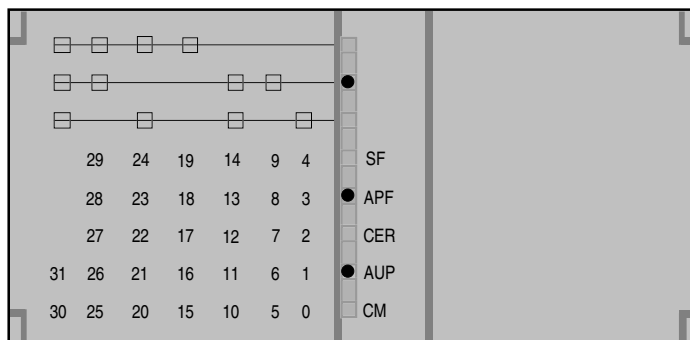 29 24 19 14 9 4 SF
28 23 18 13 8 3 APF
27 22 17 12 7 2 CER
31 26 21 16 11 6 1 AUP
30 25 20 15 10 5 0 CM